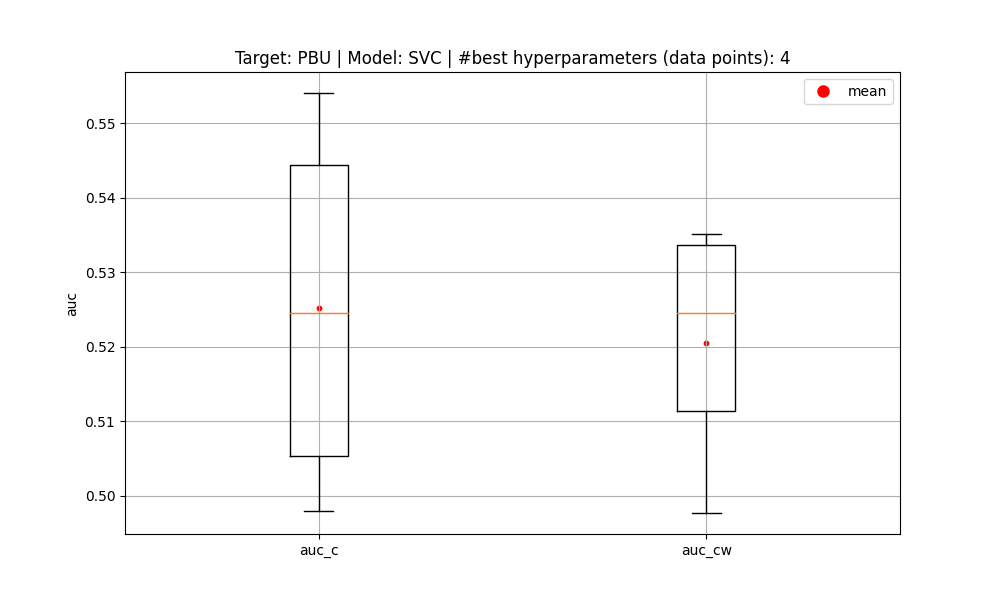 Target: PBU | Model: SVC | #best hyperparameters (data points): 4
mean
0.55
0.54
0.53
0.52
0.51
0.50
auc
auc_c
auc_cw